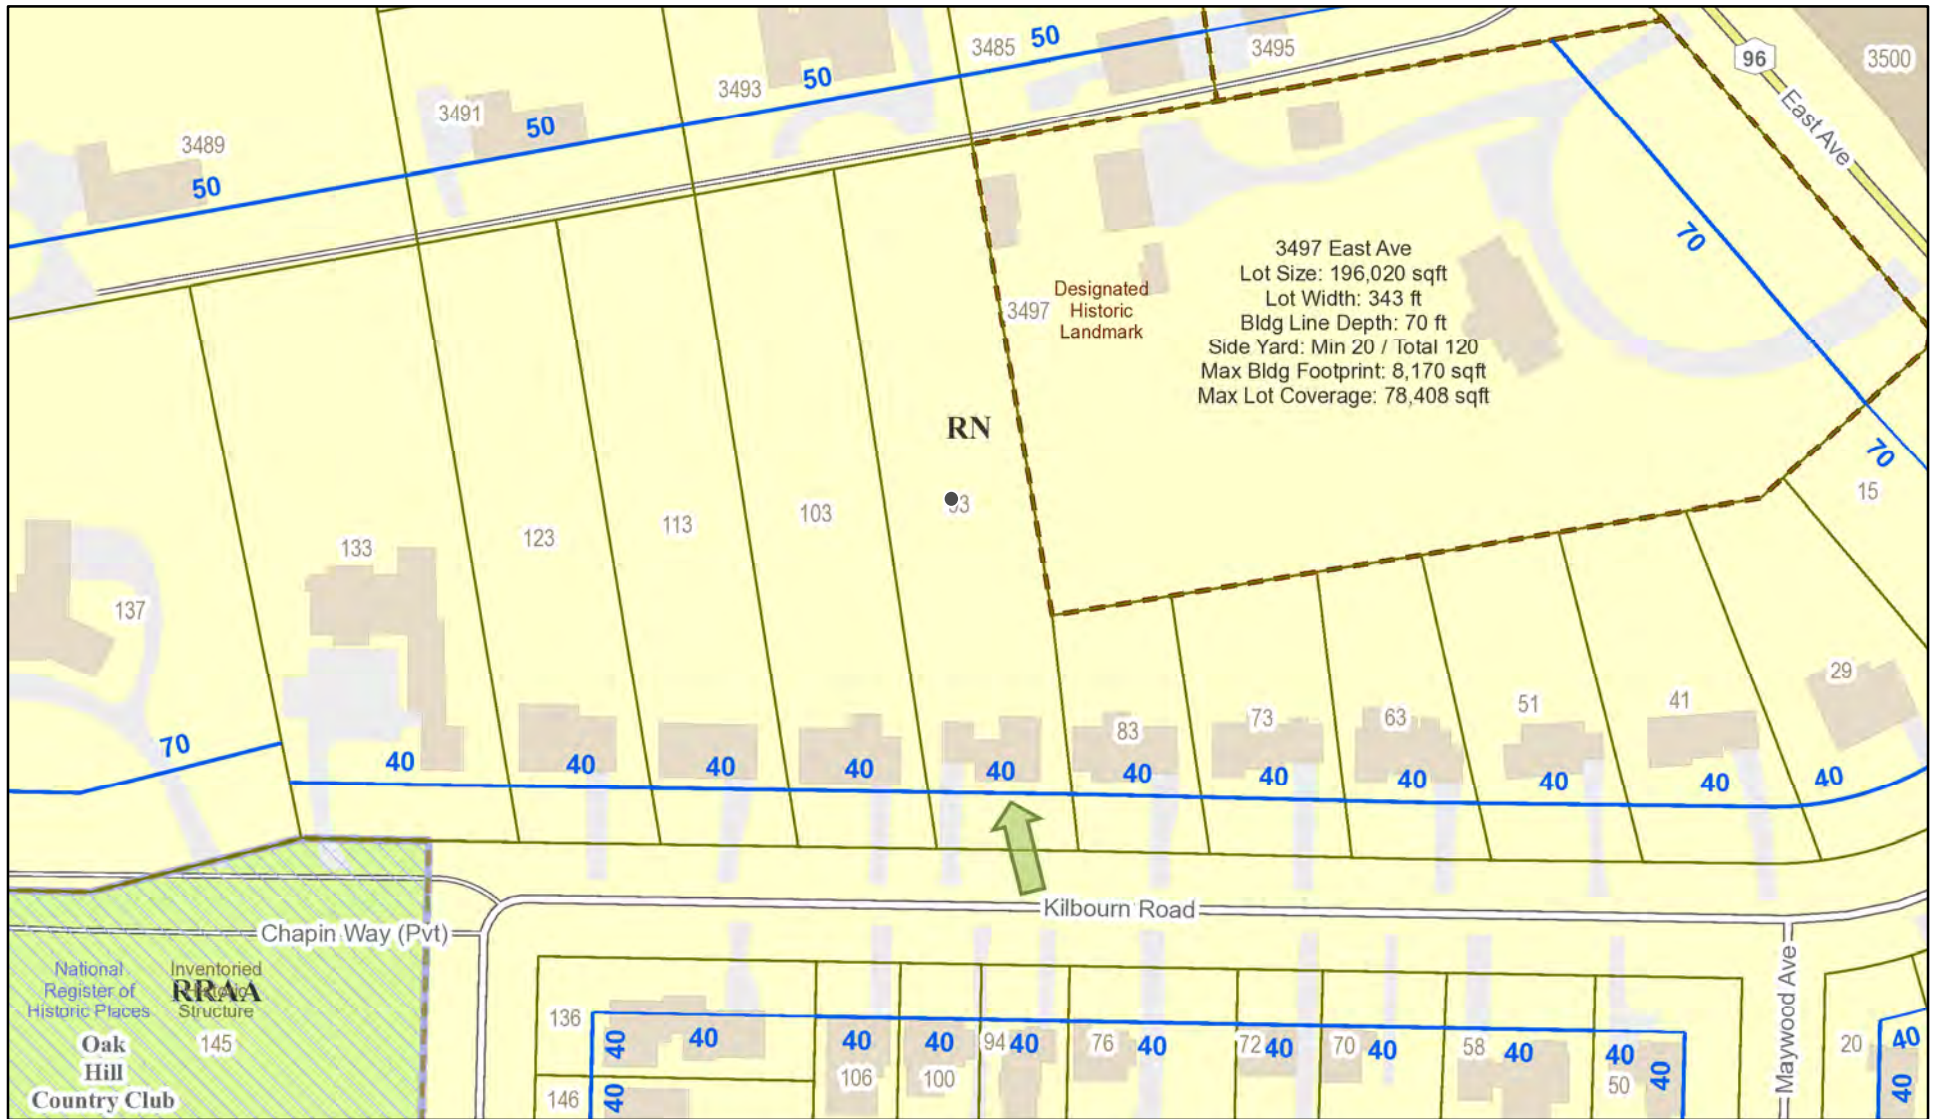 50
3485
3495
96
3500
3493
50
3491
50
East Ave
3489
50
70
3497 East Ave
Lot Size: 196,020 sqft
Lot Width: 343 ft
Bldg Line Depth: 70 ft
Side Yard: Min 20 / Total 120
Max Bldg Footprint: 8,170 sqft
Max Lot Coverage: 78,408 sqft
3497
Designated
Historic
Landmark
RN
70
15
93
103
113
123
133
137
83
73
63
51
41
29
70
40
40
40
40
40
40
40
40
40
40
40
Kilbourn Road
Chapin Way (Pvt)
Maywood Ave
National
Register of
Historic Places
Inventoried
Historic
Structure
RRAA
145
Oak
Hill
Country Club
136
40
40
40
40
94
40
76
40
72
40
70
40
58
40
40
40
50
106
100
146
40
20
40
40